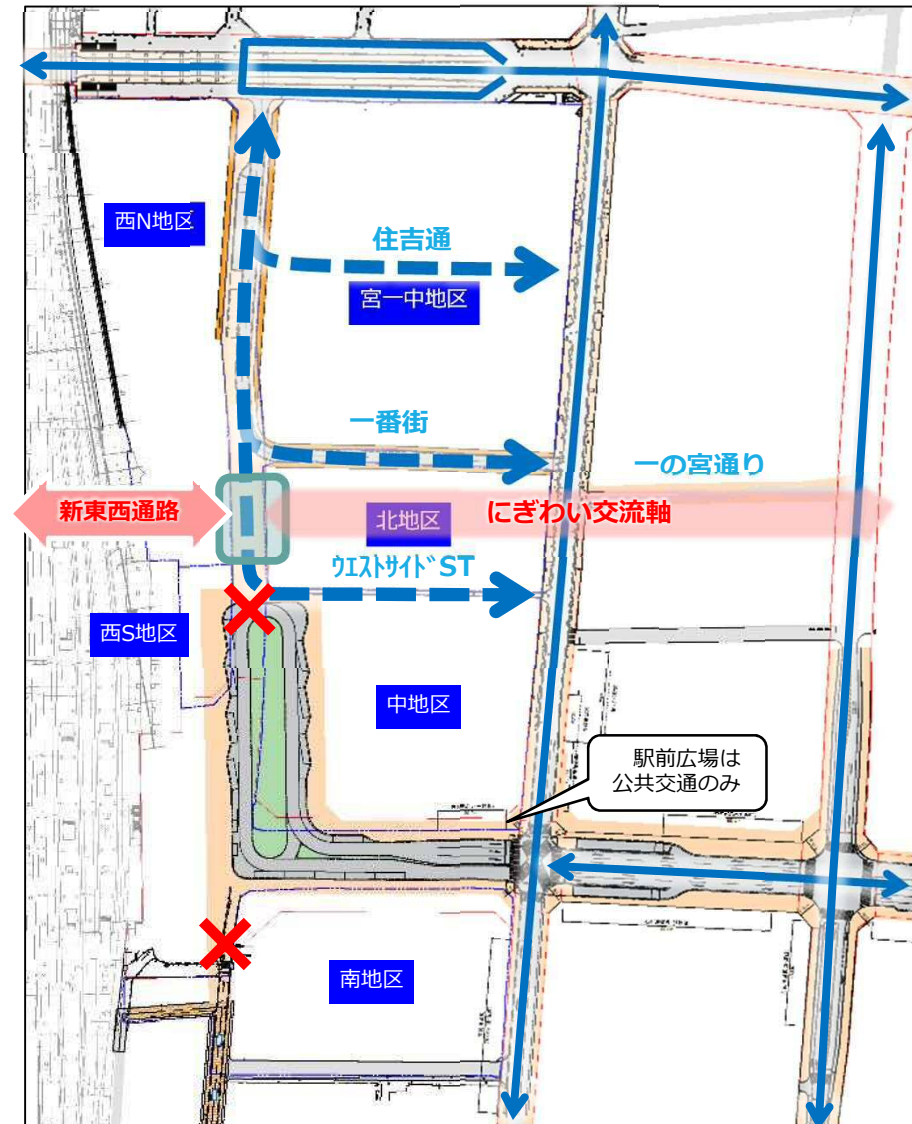 西N地区
住吉通
宮一中地区
一番街
一の宮通り
新東西通路
北地区
にぎわい交流軸
ｳｴｽﾄｻｲﾄﾞST
西S地区
中地区
駅前広場は
公共交通のみ
南地区